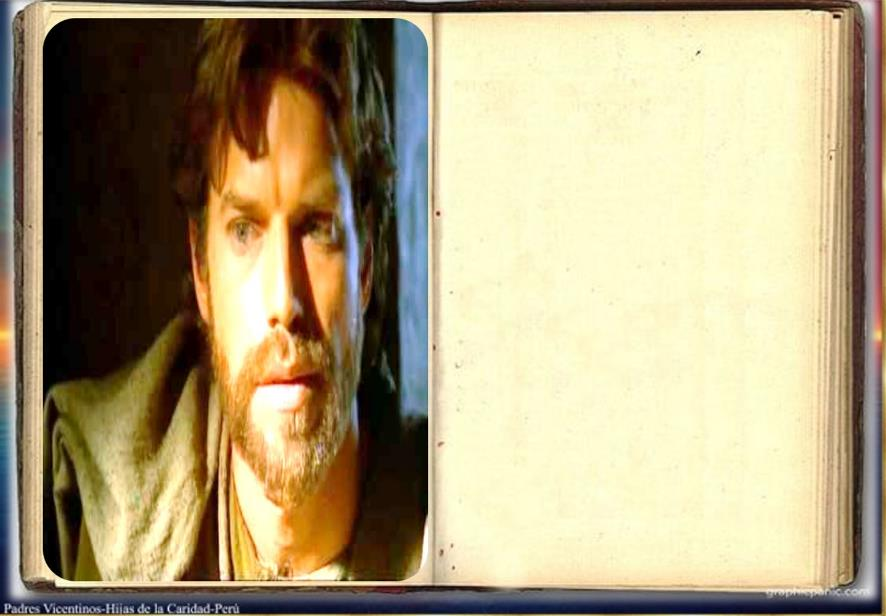 graphicpanic.com
Padres Vicentinos-Hijas de la Caridad-Perú